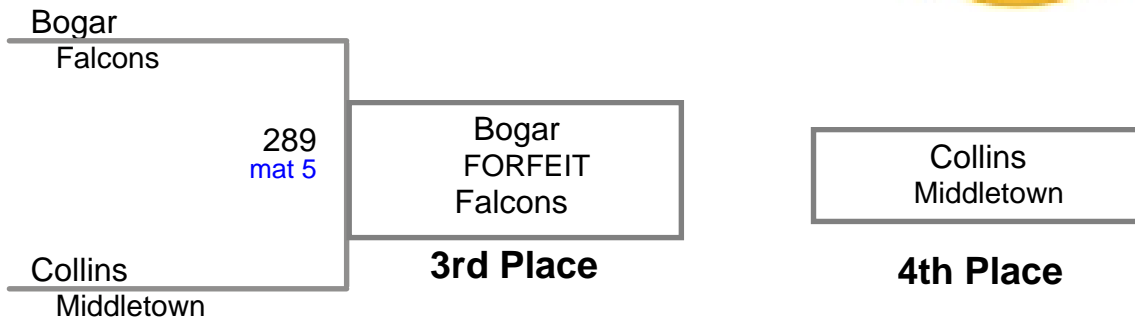 Bogar
Falcons
289
mat 5
Collins
Middletown
Bogar
FORFEIT
Falcons
3rd Place
Collins
Middletown
4th Place